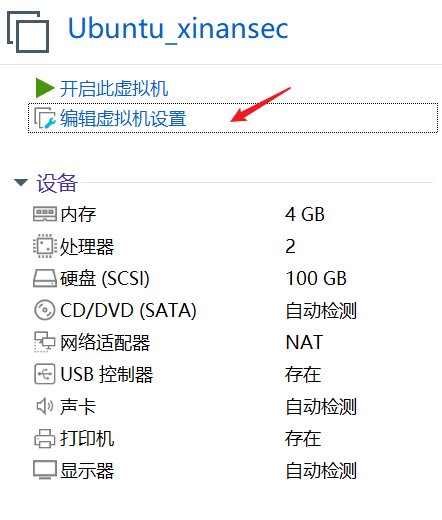 Ubuntu_xinansec
开启此虚拟机
编辑虚拟机设置
设备
内存 4 GB
处理器 2
硬盘 (SCSI) 100 GB
CD/DVD (SATA) 自动检测
网络适配器 NAT
USB 控制器 存在
声卡 自动检测
打印机 存在
显示器 自动检测